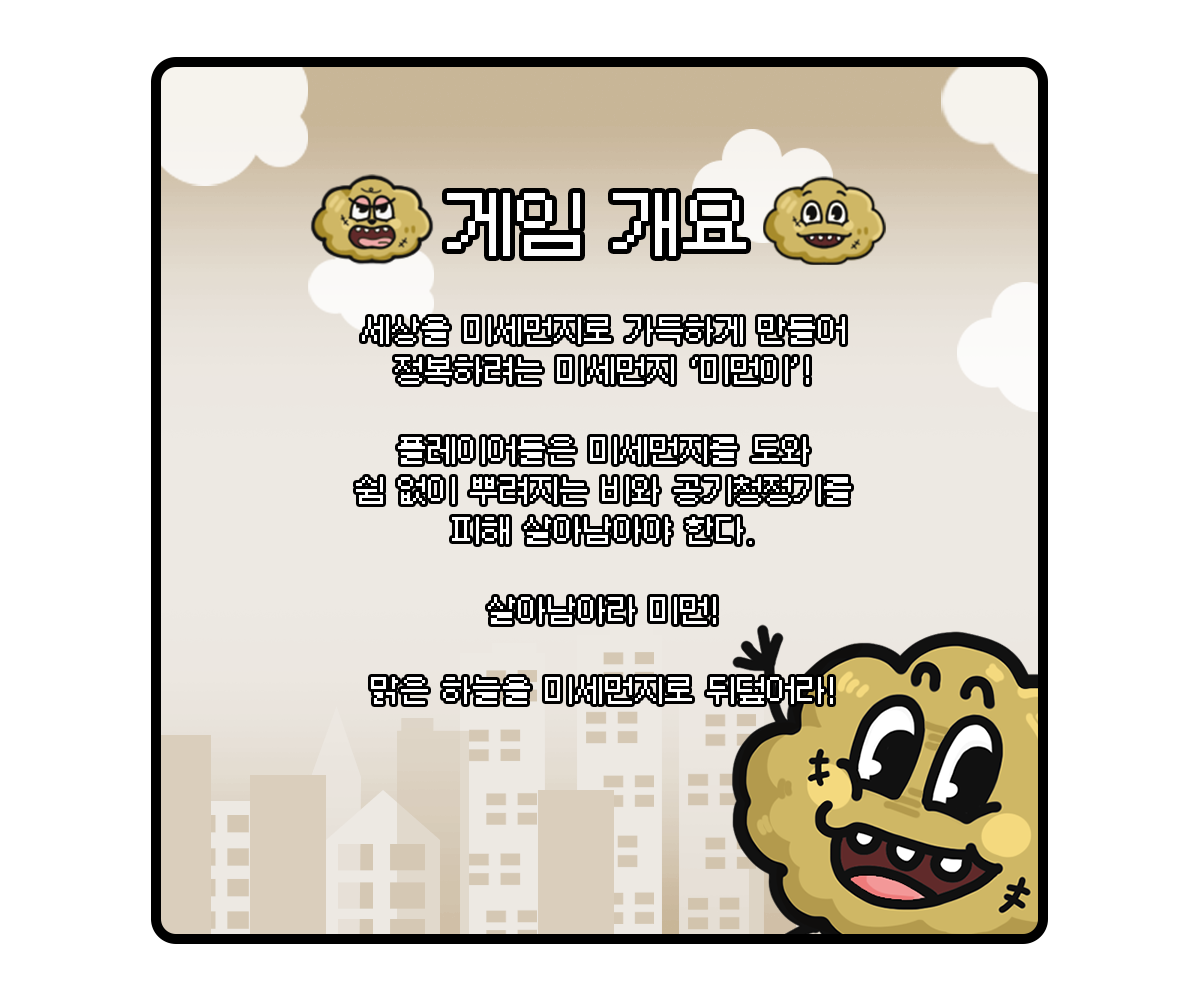 게임 개요
세상을 미세먼지로 가득하게 만들어
정복하려는 미세먼지 ‘미먼이’!
플레이어들은 미세먼지를 도와
쉼 없이 뿌려지는 비와 공기청정기를
피해 살아남아야 한다.
살아남아라 미먼!
맑은 하늘을 미세먼지로 뒤덮어라!